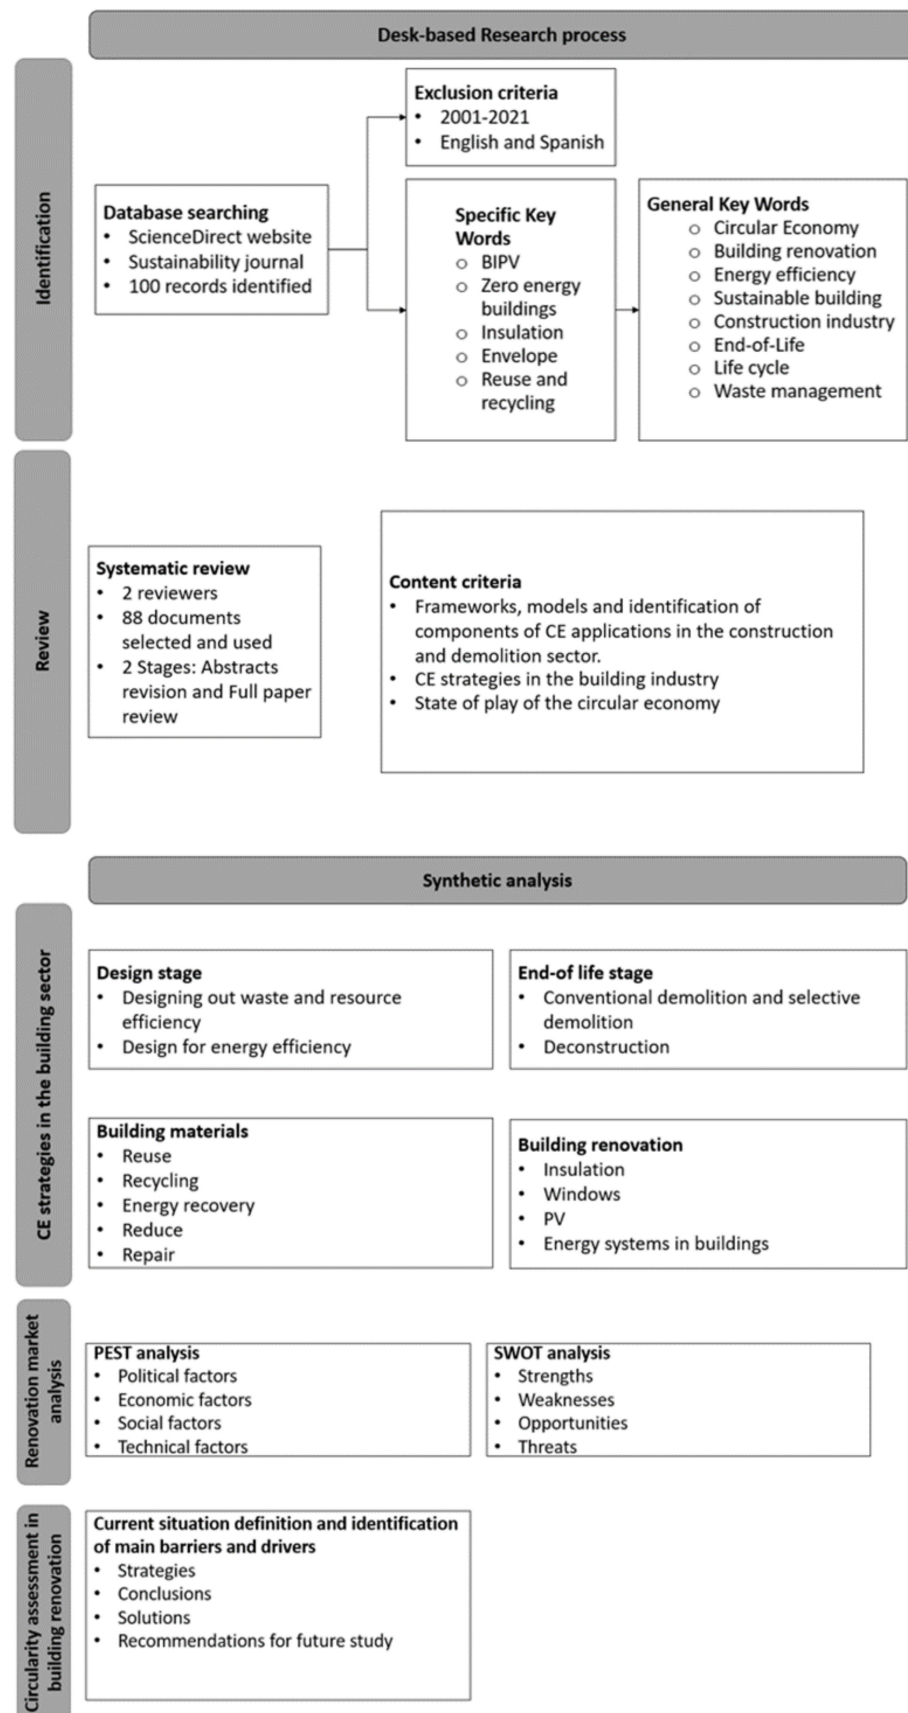 Desk-based Research process
Identification
Exclusion criteria
• 2001-2021
• English and Spanish
Database searching
• ScienceDirect website
• Sustainability journal
• 100 records identified
Specific Key
Words
o BIPV
o Zero energy
buildings
o Insulation
o Envelope
o Reuse and
recycling
General Key Words
o Circular Economy
o Building renovation
o Energy efficiency
o Sustainable building
o Construction industry
o End-of-Life
o Life cycle
o Waste management
Review
Systematic review
• 2 reviewers
• 88 documents
selected and used
• 2 Stages: Abstracts
revision and Full paper
review
Content criteria
• Frameworks, models and identification of
components of CE applications in the construction
and demolition sector.
• CE strategies in the building industry
• State of play of the circular economy
Synthetic analysis
CE strategies in the building sector
Design stage
• Designing out waste and resource
efficiency
• Design for energy efficiency
End-of life stage
• Conventional demolition and selective
demolition
• Deconstruction
Building materials
• Reuse
• Recycling
• Energy recovery
• Reduce
• Repair
Building renovation
• Insulation
• Windows
• PV
• Energy systems in buildings
Renovation market
analysis
PEST analysis
• Political factors
• Economic factors
• Social factors
• Technical factors
SWOT analysis
• Strengths
• Weaknesses
• Opportunities
• Threats
Circularity assessment in
building renovation
Current situation definition and identification
of main barriers and drivers
• Strategies
• Conclusions
• Solutions
• Recommendations for future study